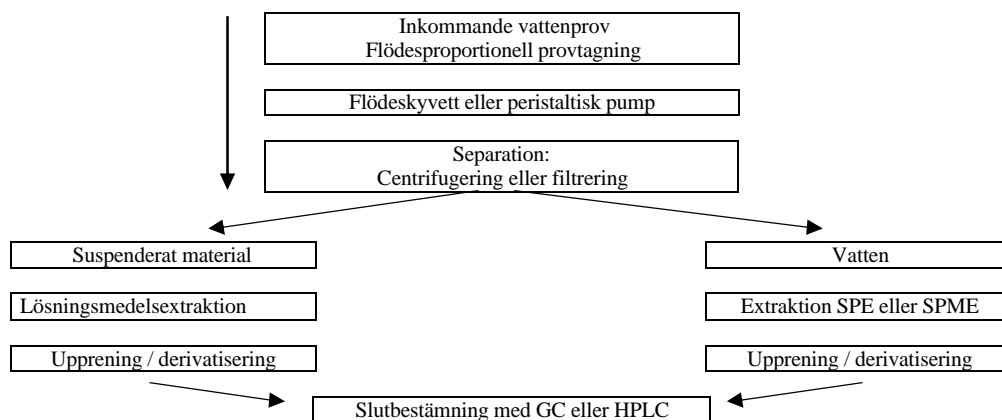 Inkommande vattenprov
Flödesproportionell provtagning
Flödeskyvett eller peristaltisk pump
Separation:
Centrifugering eller filtrering
Suspenderat material
Vatten
Lösningsmedelsextraktion
Extraktion SPE eller SPME
Upprening / derivatisering
Upprening / derivatisering
Slutbestämning med GC eller HPLC